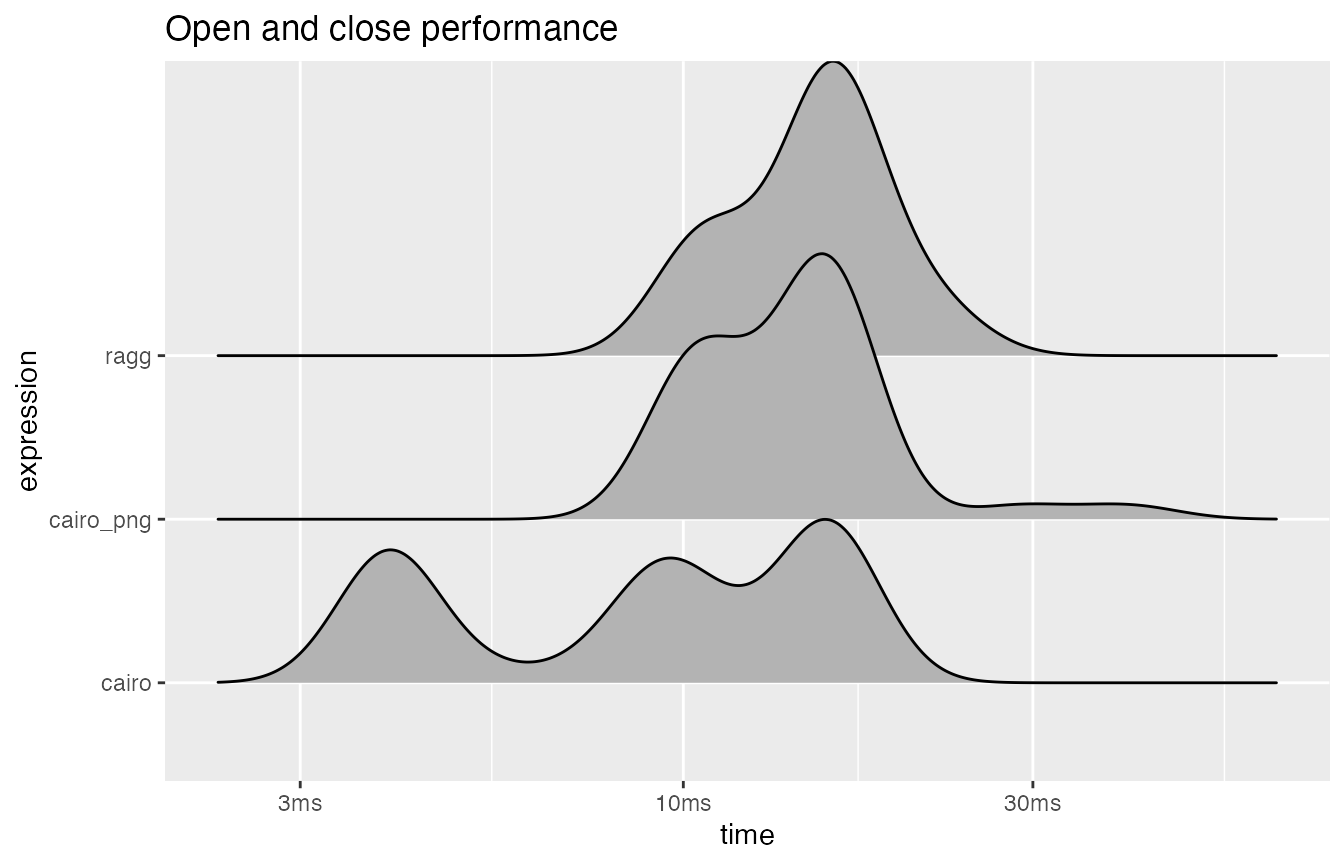 Open and close performance
expression
ragg
cairo_png
cairo
3ms 10ms 30ms
time